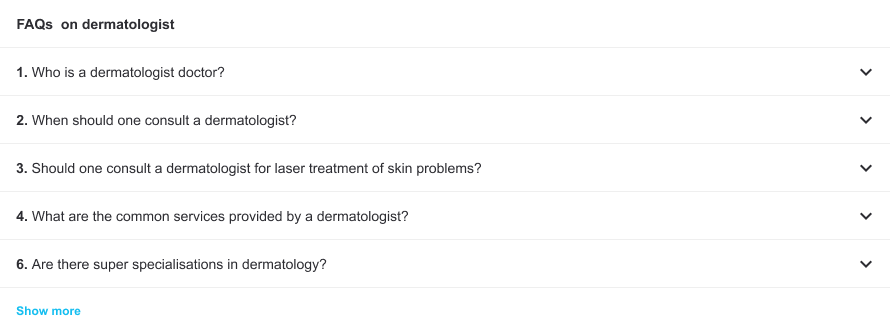 FAQs  on dermatologist
1. Who is a dermatologist doctor?
2. When should one consult a dermatologist?
3. Should one consult a dermatologist for laser treatment of skin problems?
4. What are the common services provided by a dermatologist?
6. Are there super specialisations in dermatology?
Show more